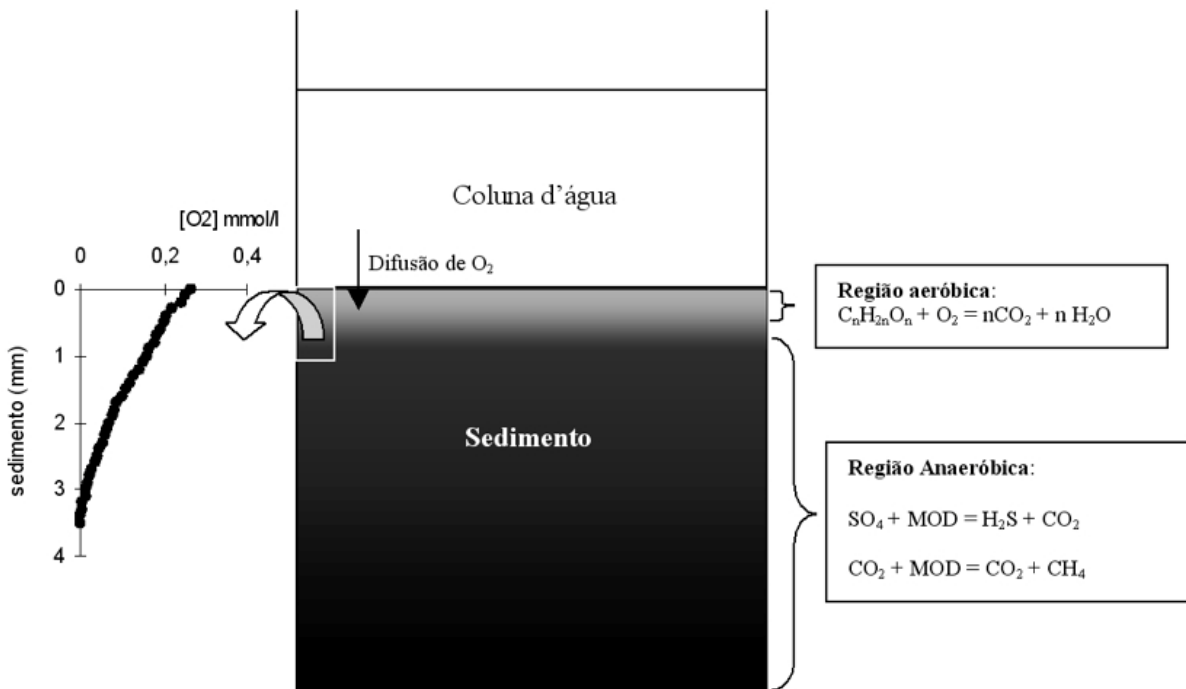 Coluna d'água
[O2] mmol/l
0 0,2 0,4
Difusão de O₂
sedimento (mm)
0
1
2
3
4
Sedimento
Região aeróbica:
CₙH₂ₙOₙ + O₂ = nCO₂ + n H₂O
Região Anaeróbica:
SO₄ + MOD = H₂S + CO₂
CO₂ + MOD = CO₂ + CH₄